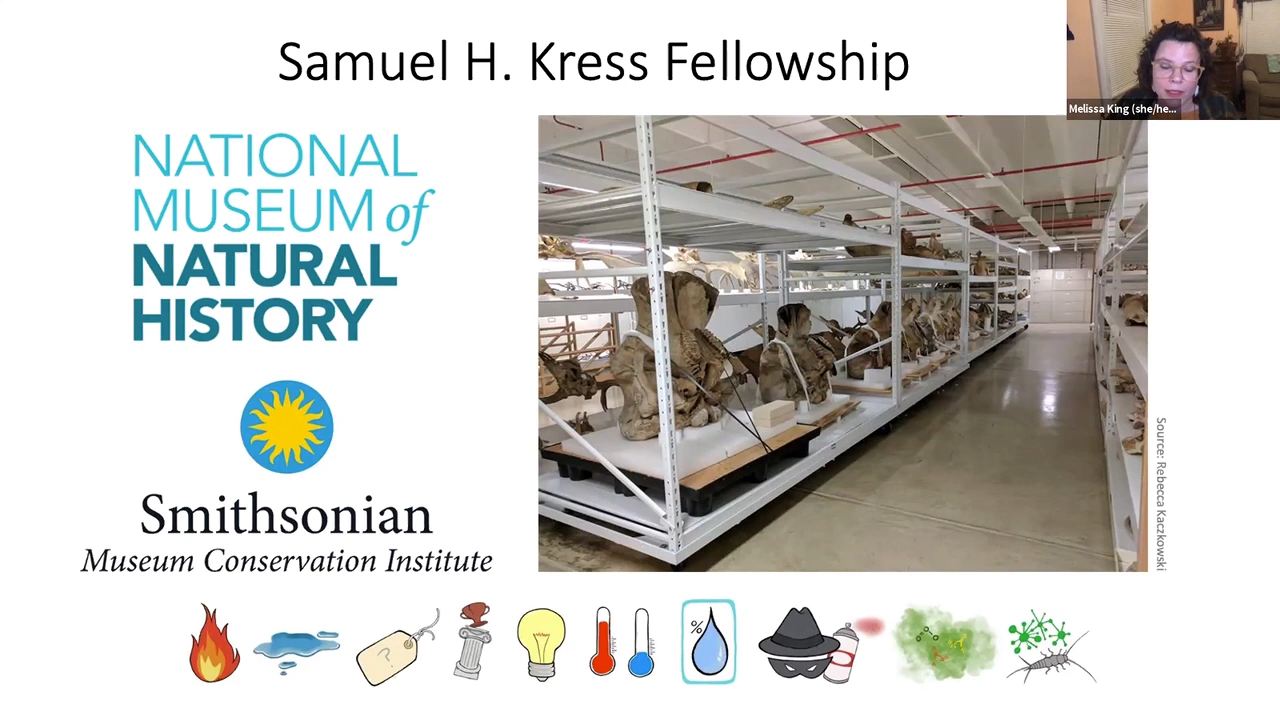 Samuel H. Kress Fellowship
Melissa King (she/he...
NATIONAL
MUSEUM of
NATURAL
HISTORY
Smithsonian
Museum Conservation Institute
Source: Rebecca Kaczkowski
?
%